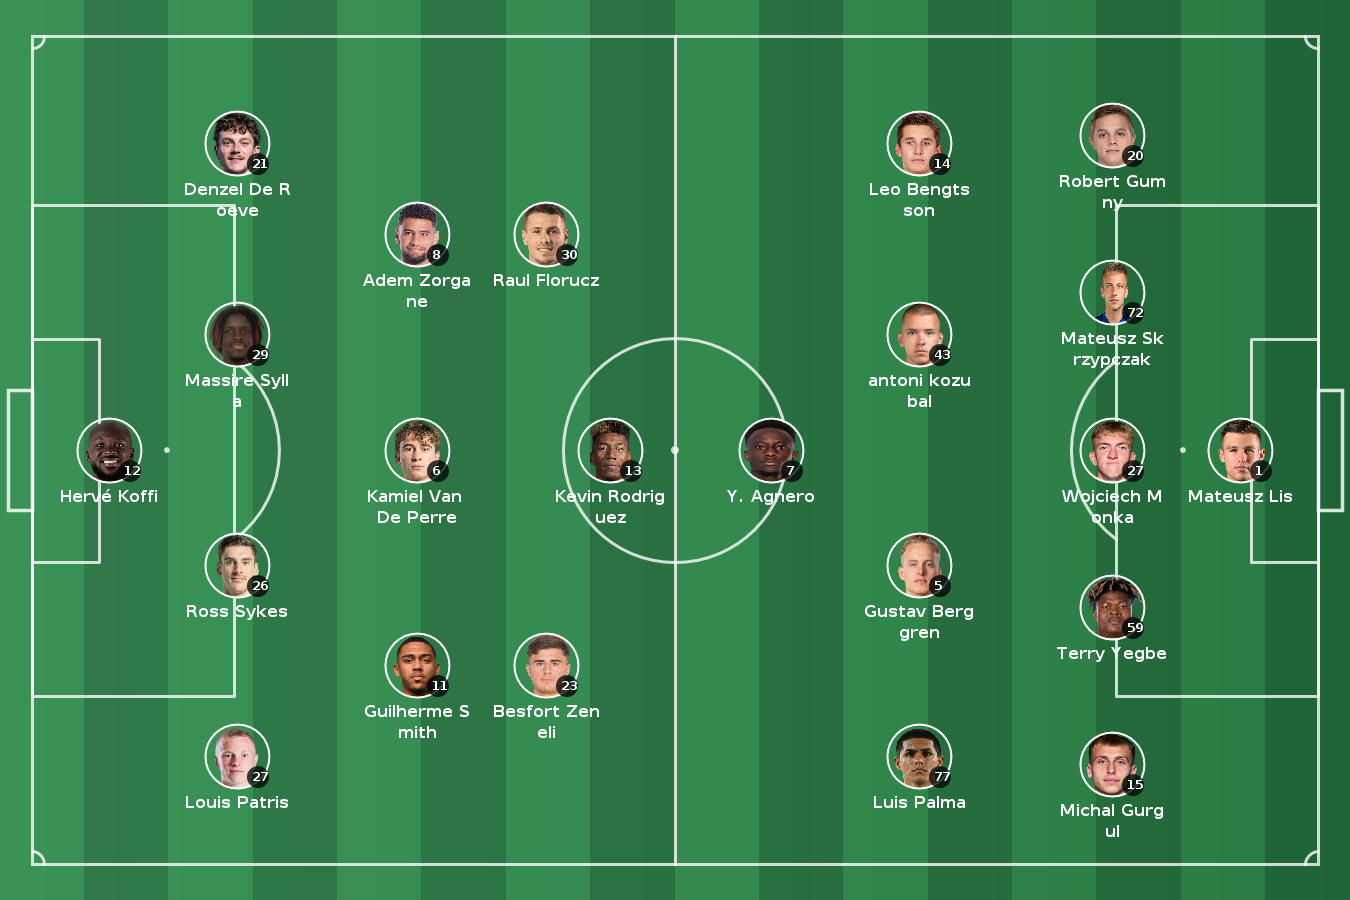 21
Denzel De R
oeve
14
Leo Bengts
son
20
Robert Gum
ny
8
Adem Zorga
ne
30
Raul Florucz
72
Mateusz Sk
rzypczak
29
Massire Syll
a
43
antoni kozu
bal
12
Hervé Koffi
6
Kamiel Van
De Perre
13
Kevin Rodrig
uez
7
Y. Agnero
27
Wojciech M
onka
1
Mateusz Lis
26
Ross Sykes
5
Gustav Berg
gren
59
Terry Yegbe
11
Guilherme S
mith
23
Besfort Zen
eli
27
Louis Patris
77
Luis Palma
15
Michal Gurg
ul